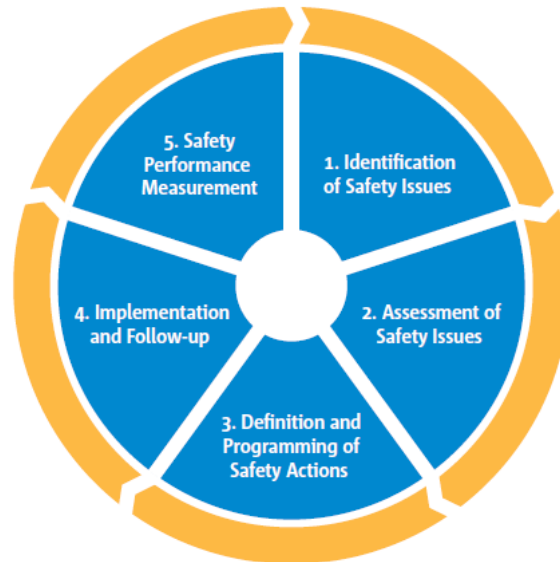 1. Identification
of Safety Issues
2. Assessment of
Safety Issues
3. Definition and
Programming of
Safety Actions
4. Implementation
and Follow-up
5. Safety
Performance
Measurement